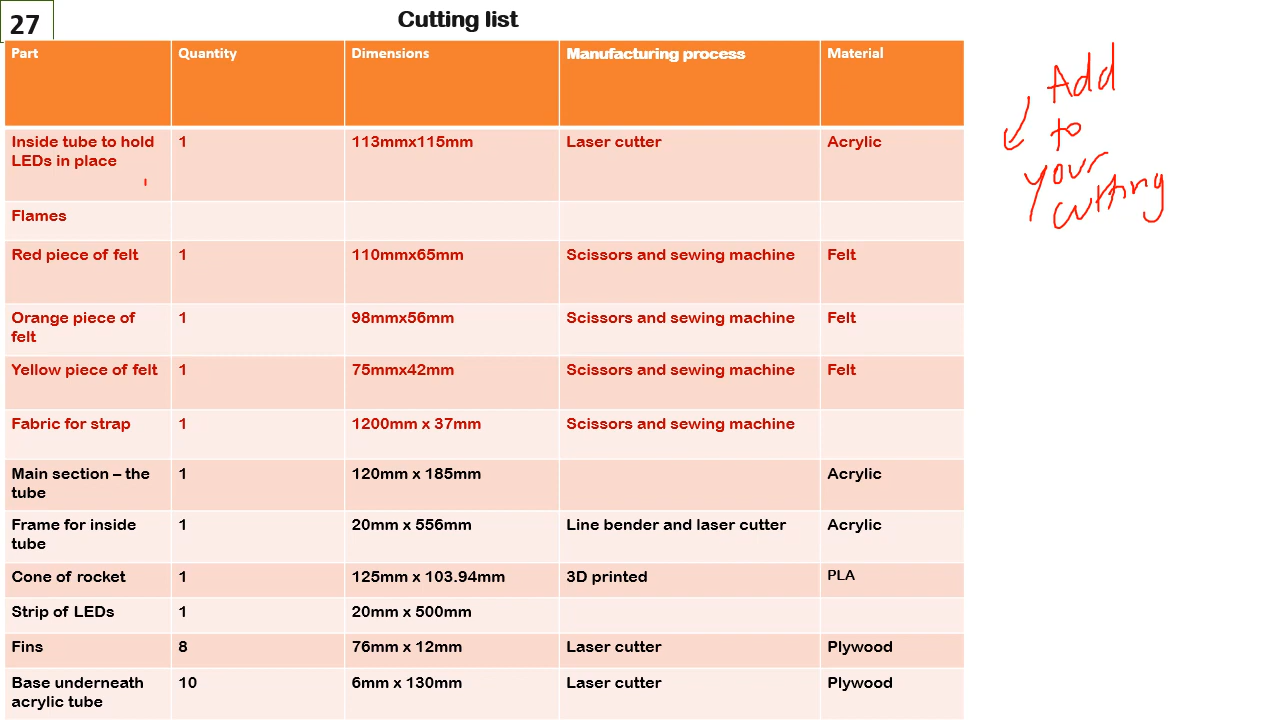 27
Cutting list
Part Quantity Dimensions Manufacturing process Material
Inside tube to hold LEDs in place 1 113mmx115mm Laser cutter Acrylic
Flames
Red piece of felt 1 110mmx65mm Scissors and sewing machine Felt
Orange piece of felt 1 98mmx56mm Scissors and sewing machine Felt
Yellow piece of felt 1 75mmx42mm Scissors and sewing machine Felt
Fabric for strap 1 1200mm x 37mm Scissors and sewing machine
Main section – the tube 1 120mm x 185mm Acrylic
Frame for inside tube 1 20mm x 556mm Line bender and laser cutter Acrylic
Cone of rocket 1 125mm x 103.94mm 3D printed PLA
Strip of LEDs 1 20mm x 500mm
Fins 8 76mm x 12mm Laser cutter Plywood
Base underneath acrylic tube 10 6mm x 130mm Laser cutter Plywood
Add
to
your
cutting